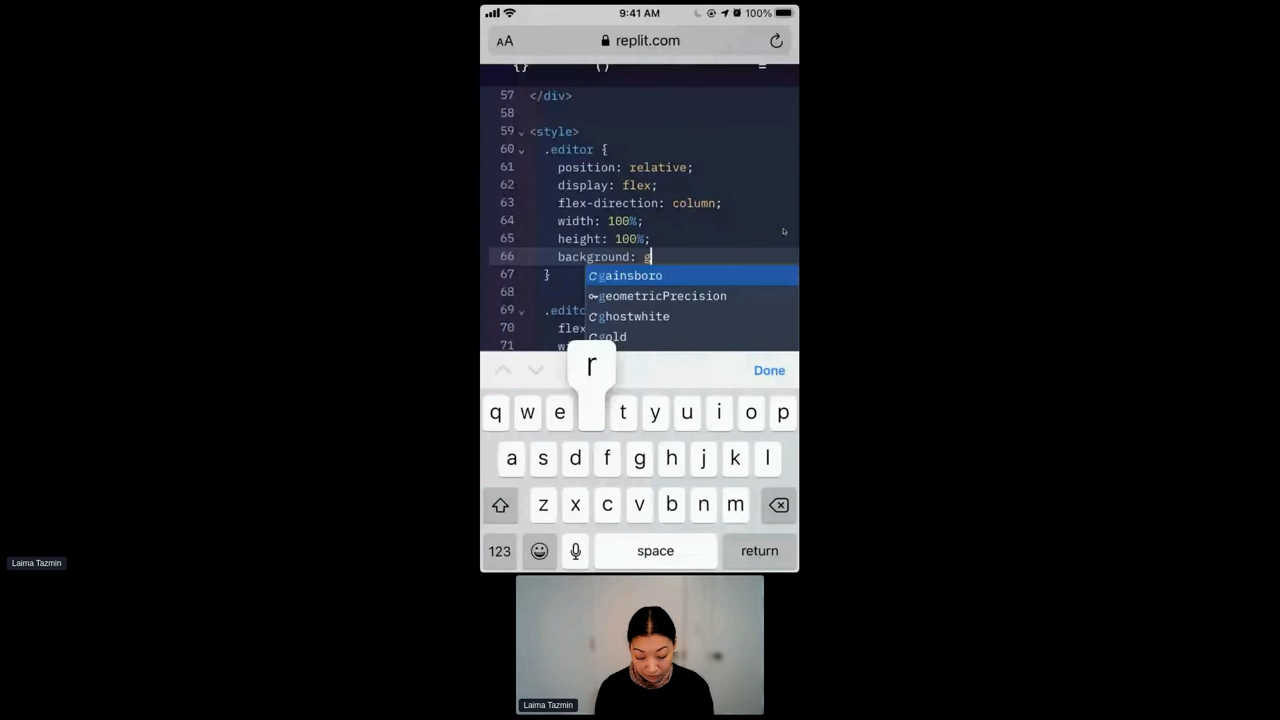 9:41 AM
100%
AA
replit.com
{}
()
=
57 </div>
58
59 <style>
60 .editor {
61 position: relative;
62 display: flex;
63 flex-direction: column;
64 width: 100%;
65 height: 100%;
66 background: g
67 }
gainsboro
68
geometricPrecision
69 .edito
ghostwhite
70 flex
gold
71
r
Done
q w e t y u i o p
a s d f g h j k l
z x c v b n m
123
space
return
Laima Tazmin
Laima Tazmin